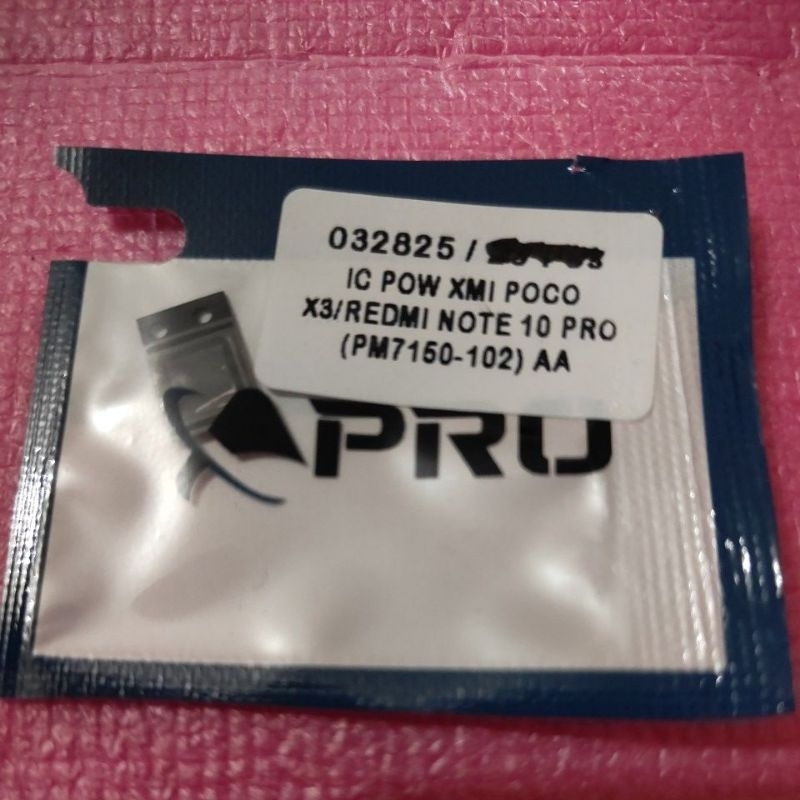 032825 /
IC POW XMI POCO
X3/REDMI NOTE 10 PRO
(PM7150-102) AA
PRO